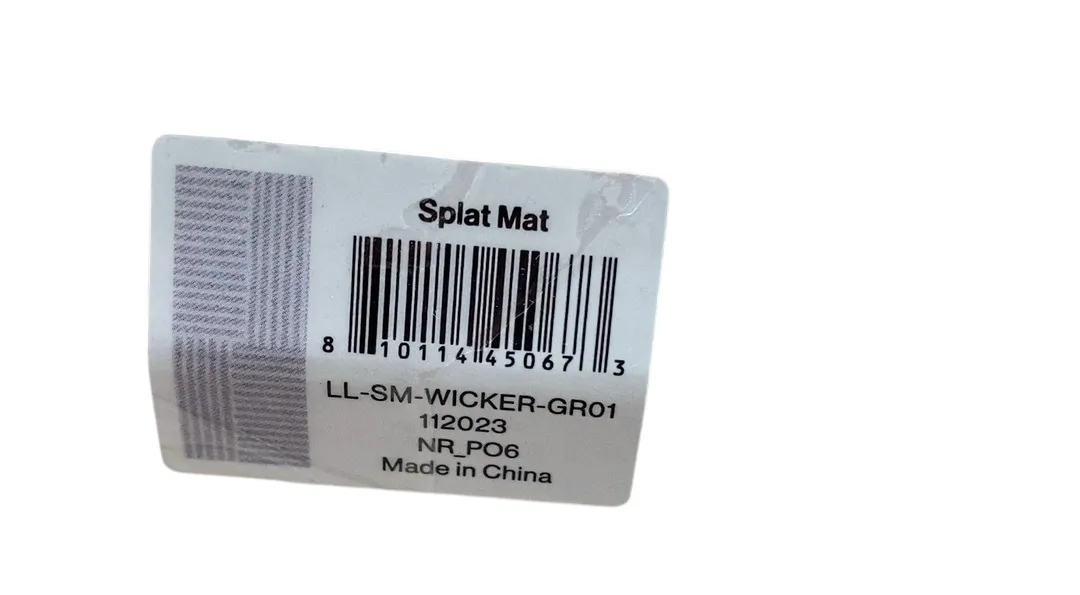 Splat Mat
8 10114 45067 3
LL-SM-WICKER-GR01
112023
NR_PO6
Made in China